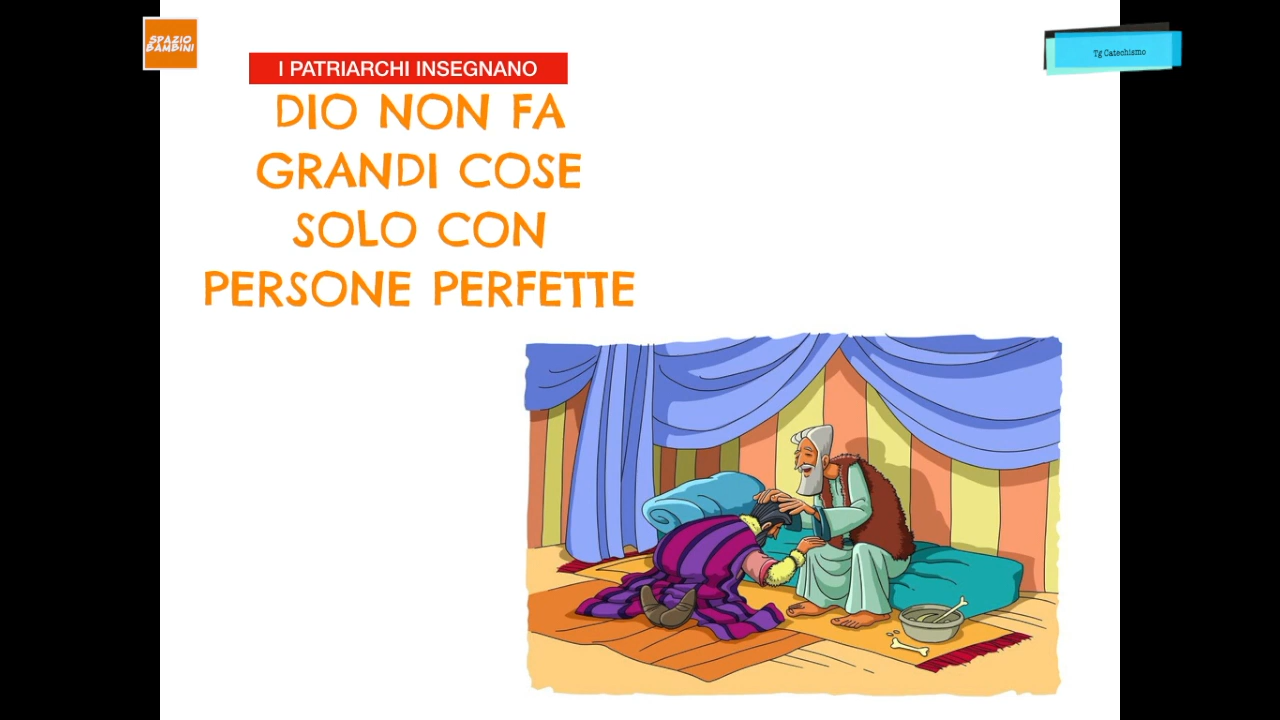 SPAZIO
BAMBINI
Tg Catechismo
I PATRIARCHI INSEGNANO
DIO NON FA
GRANDI COSE
SOLO CON
PERSONE PERFETTE